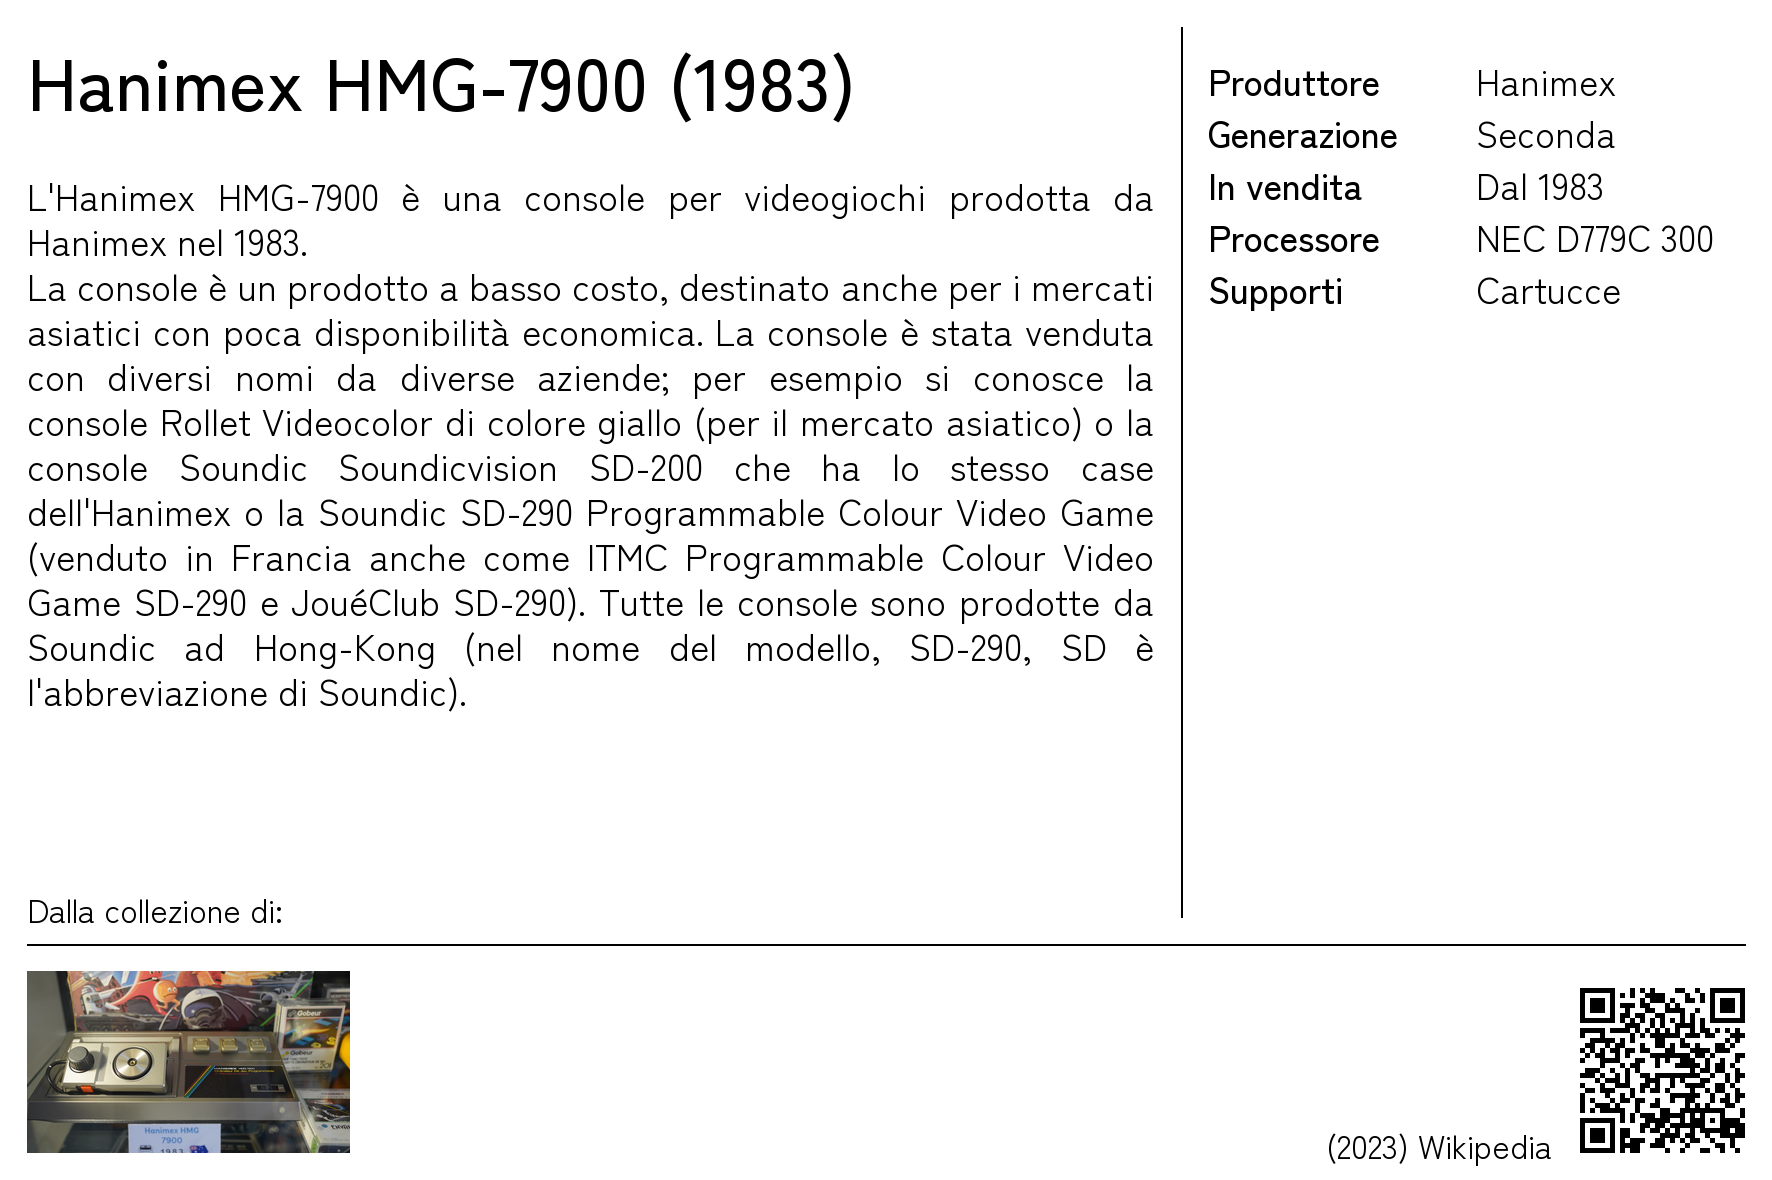 Hanimex HMG-7900 (1983)
L'Hanimex HMG-7900 è una console per videogiochi prodotta da
Hanimex nel 1983.
La console è un prodotto a basso costo, destinato anche per i mercati
asiatici con poca disponibilità economica. La console è stata venduta
con diversi nomi da diverse aziende; per esempio si conosce la
console Rollet Videocolor di colore giallo (per il mercato asiatico) o la
console Soundic Soundicvision SD-200 che ha lo stesso case
dell'Hanimex o la Soundic SD-290 Programmable Colour Video Game
(venduto in Francia anche come ITMC Programmable Colour Video
Game SD-290 e JouéClub SD-290). Tutte le console sono prodotte da
Soundic ad Hong-Kong (nel nome del modello, SD-290, SD è
l'abbreviazione di Soundic).
Produttore Hanimex
Generazione Seconda
In vendita Dal 1983
Processore NEC D779C 300
Supporti Cartucce
Dalla collezione di:
Gobeur
Gobeur
Hanimex HMG
7900
1983
(2023) Wikipedia